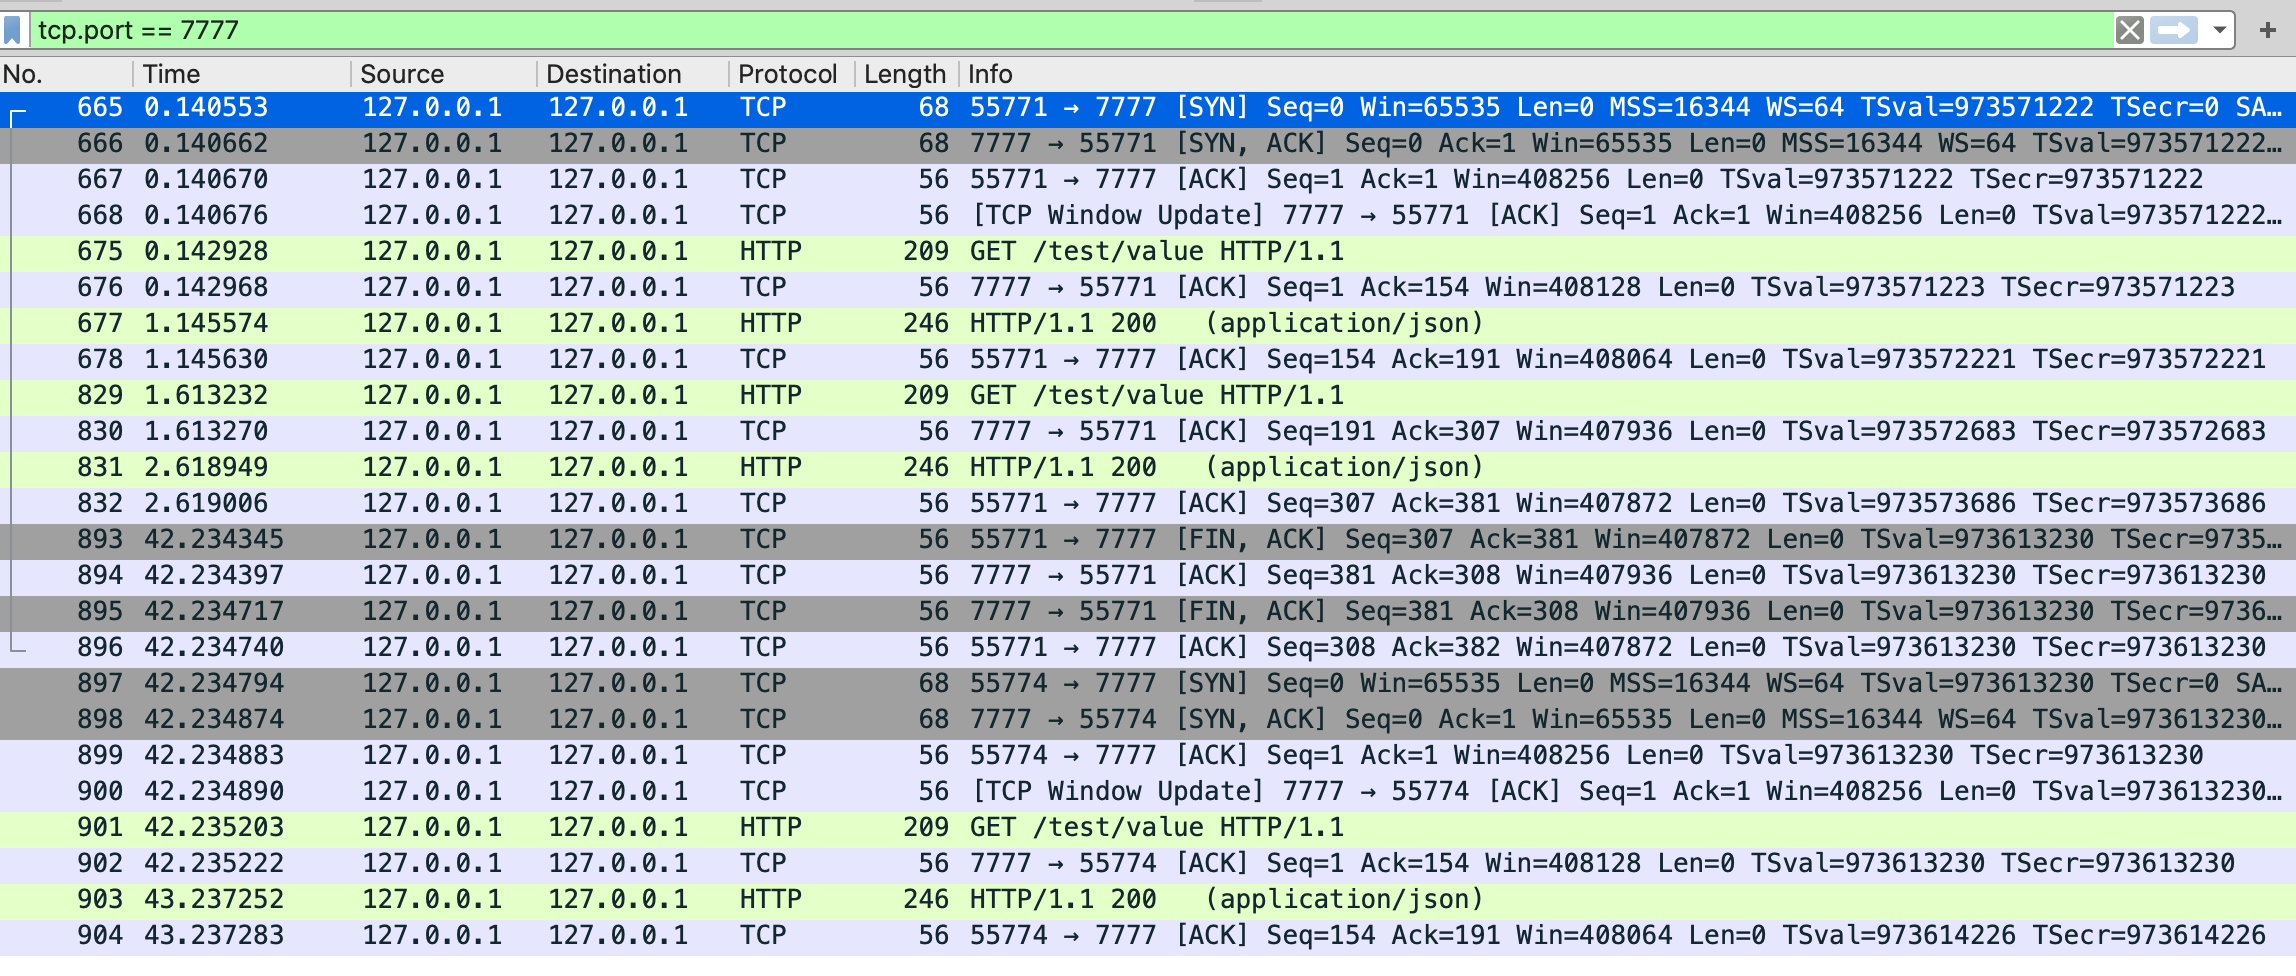 tcp.port == 7777
No. Time Source Destination Protocol Length Info
665 0.140553 127.0.0.1 127.0.0.1 TCP 68 55771 → 7777 [SYN] Seq=0 Win=65535 Len=0 MSS=16344 WS=64 TSval=973571222 TSecr=0 SA…
666 0.140662 127.0.0.1 127.0.0.1 TCP 68 7777 → 55771 [SYN, ACK] Seq=0 Ack=1 Win=65535 Len=0 MSS=16344 WS=64 TSval=973571222…
667 0.140670 127.0.0.1 127.0.0.1 TCP 56 55771 → 7777 [ACK] Seq=1 Ack=1 Win=408256 Len=0 TSval=973571222 TSecr=973571222
668 0.140676 127.0.0.1 127.0.0.1 TCP 56 [TCP Window Update] 7777 → 55771 [ACK] Seq=1 Ack=1 Win=408256 Len=0 TSval=973571222…
675 0.142928 127.0.0.1 127.0.0.1 HTTP 209 GET /test/value HTTP/1.1
676 0.142968 127.0.0.1 127.0.0.1 TCP 56 7777 → 55771 [ACK] Seq=1 Ack=154 Win=408128 Len=0 TSval=973571223 TSecr=973571223
677 1.145574 127.0.0.1 127.0.0.1 HTTP 246 HTTP/1.1 200 (application/json)
678 1.145630 127.0.0.1 127.0.0.1 TCP 56 55771 → 7777 [ACK] Seq=154 Ack=191 Win=408064 Len=0 TSval=973572221 TSecr=973572221
829 1.613232 127.0.0.1 127.0.0.1 HTTP 209 GET /test/value HTTP/1.1
830 1.613270 127.0.0.1 127.0.0.1 TCP 56 7777 → 55771 [ACK] Seq=191 Ack=307 Win=407936 Len=0 TSval=973572683 TSecr=973572683
831 2.618949 127.0.0.1 127.0.0.1 HTTP 246 HTTP/1.1 200 (application/json)
832 2.619006 127.0.0.1 127.0.0.1 TCP 56 55771 → 7777 [ACK] Seq=307 Ack=381 Win=407872 Len=0 TSval=973573686 TSecr=973573686
893 42.234345 127.0.0.1 127.0.0.1 TCP 56 55771 → 7777 [FIN, ACK] Seq=307 Ack=381 Win=407872 Len=0 TSval=973613230 TSecr=9735…
894 42.234397 127.0.0.1 127.0.0.1 TCP 56 7777 → 55771 [ACK] Seq=381 Ack=308 Win=407936 Len=0 TSval=973613230 TSecr=973613230
895 42.234717 127.0.0.1 127.0.0.1 TCP 56 7777 → 55771 [FIN, ACK] Seq=381 Ack=308 Win=407936 Len=0 TSval=973613230 TSecr=9736…
896 42.234740 127.0.0.1 127.0.0.1 TCP 56 55771 → 7777 [ACK] Seq=308 Ack=382 Win=407872 Len=0 TSval=973613230 TSecr=973613230
897 42.234794 127.0.0.1 127.0.0.1 TCP 68 55774 → 7777 [SYN] Seq=0 Win=65535 Len=0 MSS=16344 WS=64 TSval=973613230 TSecr=0 SA…
898 42.234874 127.0.0.1 127.0.0.1 TCP 68 7777 → 55774 [SYN, ACK] Seq=0 Ack=1 Win=65535 Len=0 MSS=16344 WS=64 TSval=973613230…
899 42.234883 127.0.0.1 127.0.0.1 TCP 56 55774 → 7777 [ACK] Seq=1 Ack=1 Win=408256 Len=0 TSval=973613230 TSecr=973613230
900 42.234890 127.0.0.1 127.0.0.1 TCP 56 [TCP Window Update] 7777 → 55774 [ACK] Seq=1 Ack=1 Win=408256 Len=0 TSval=973613230…
901 42.235203 127.0.0.1 127.0.0.1 HTTP 209 GET /test/value HTTP/1.1
902 42.235222 127.0.0.1 127.0.0.1 TCP 56 7777 → 55774 [ACK] Seq=1 Ack=154 Win=408128 Len=0 TSval=973613230 TSecr=973613230
903 43.237252 127.0.0.1 127.0.0.1 HTTP 246 HTTP/1.1 200 (application/json)
904 43.237283 127.0.0.1 127.0.0.1 TCP 56 55774 → 7777 [ACK] Seq=154 Ack=191 Win=408064 Len=0 TSval=973614226 TSecr=973614226